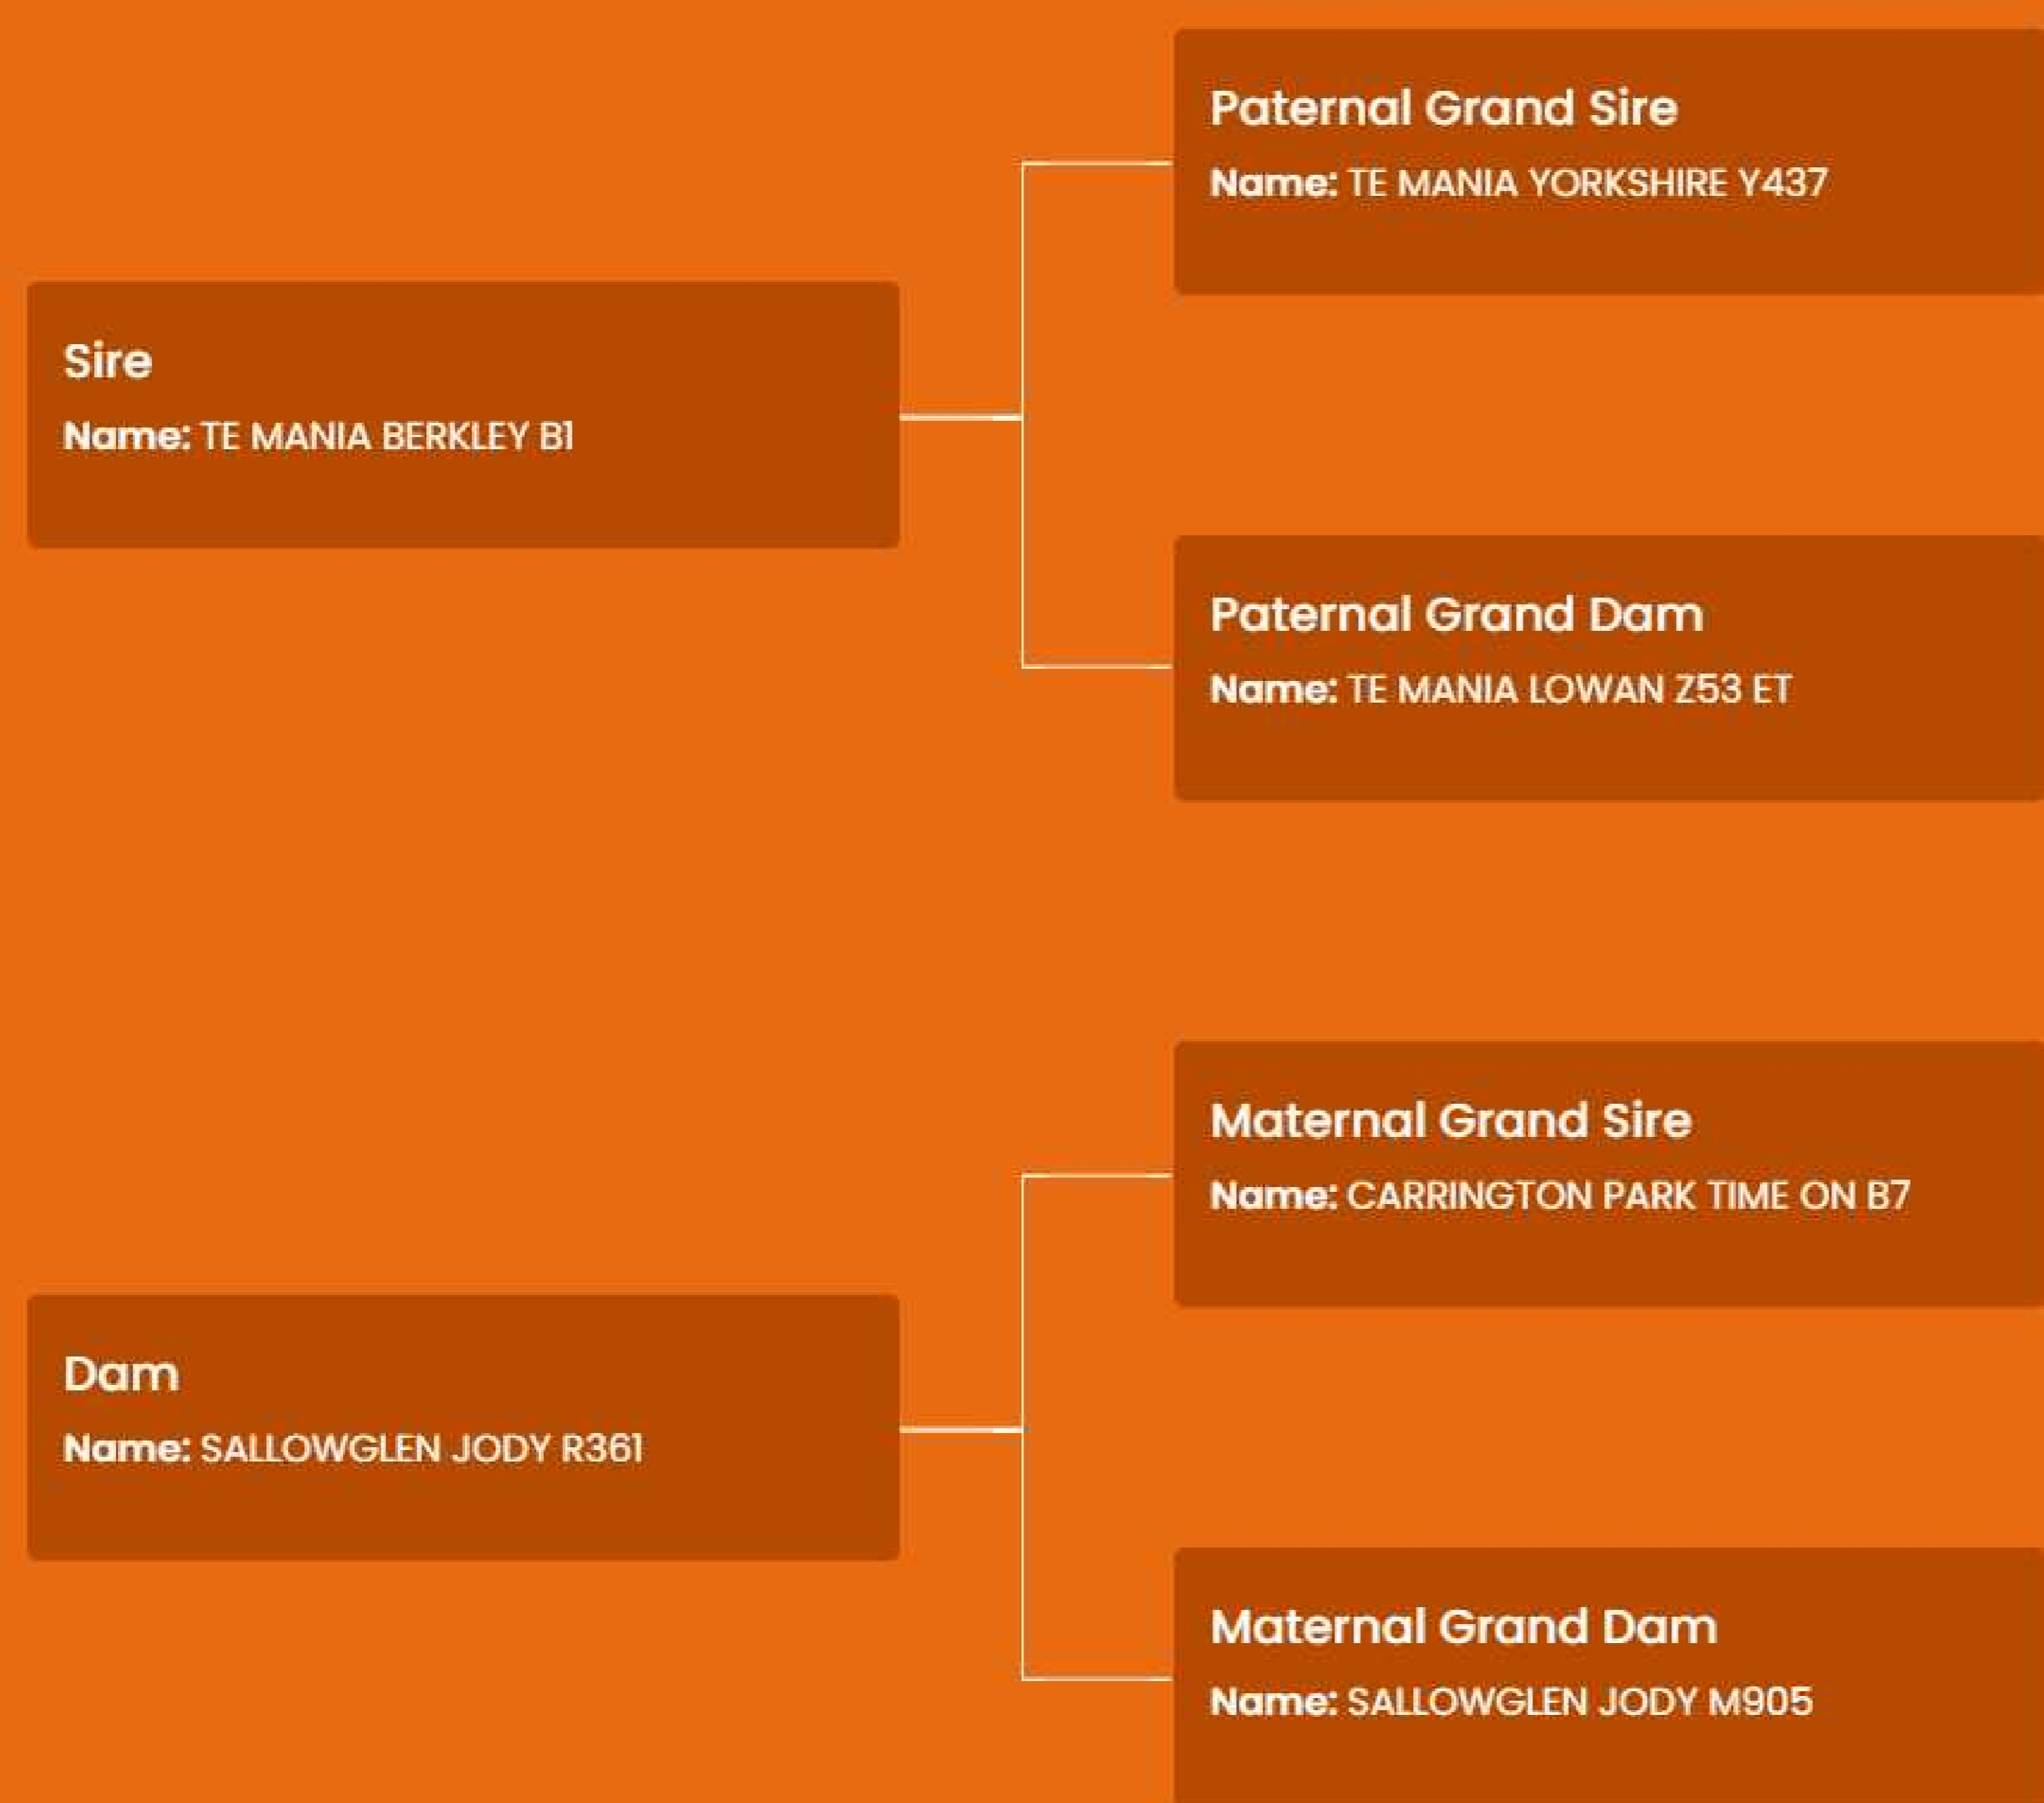 Paternal Grand Sire
Name: TE MANIA YORKSHIRE Y437
Sire
Name: TE MANIA BERKLEY B1
Paternal Grand Dam
Name: TE MANIA LOWAN Z53 ET
Maternal Grand Sire
Name: CARRINGTON PARK TIME ON B7
Dam
Name: SALLOWGLEN JODY R361
Maternal Grand Dam
Name: SALLOWGLEN JODY M905